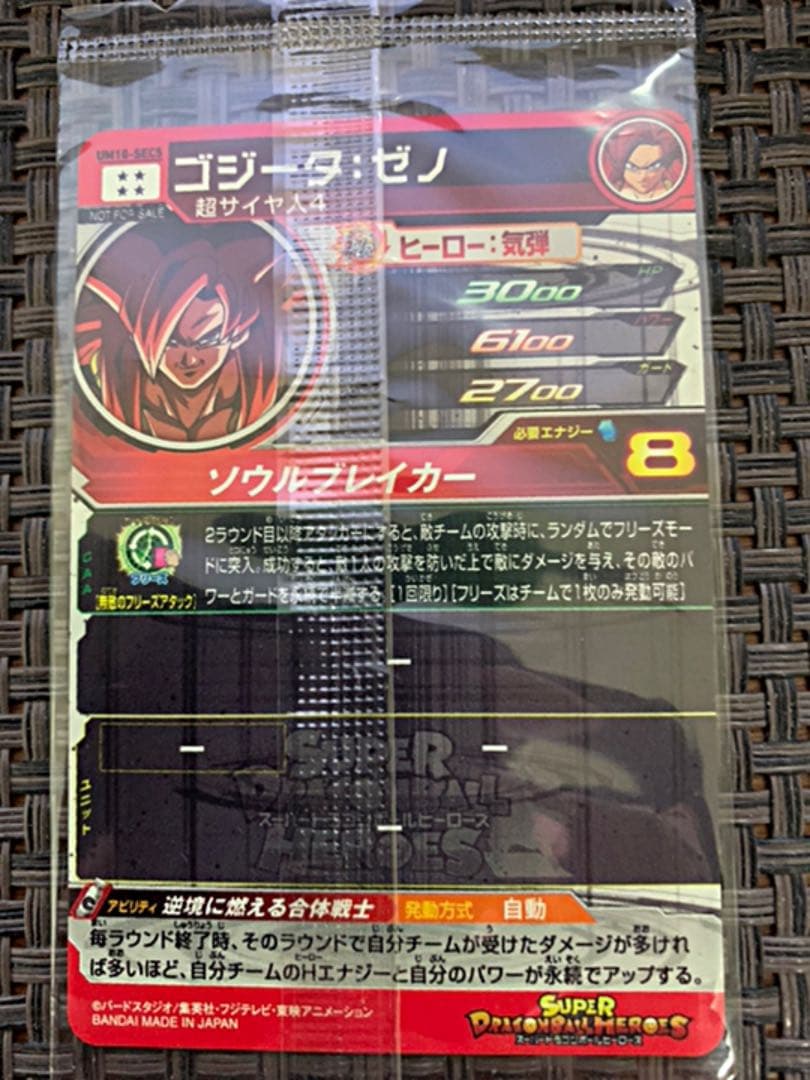 UM10-SEC5
ゴジータ:ゼノ
超サイヤ人4
NOT FOR SALE
ヒーロー:気弾
HP
3000
パワー
6100
ガード
2700
必要エナジー
8
ソウルブレイカー
CAA
フリーズ
2ラウンド目以降アタッカーにすると、敵チームの攻撃時に、ランダムでフリーズモー
ドに突入。成功すると、敵1人の攻撃を防いだ上で敵にダメージを与え、その敵のパ
ワーとガードを永続で半減する。[1回限り][フリーズはチームで1枚のみ発動可能]
ー
ユニット
ー ー
ー
SUPER
DRAGONBALL
スーパードラゴンボールヒーローズ
HEROES
アビリティ 逆境に燃える合体戦士 発動方式 自動
毎ラウンド終了時、そのラウンドで自分チームが受けたダメージが多けれ
ば多いほど、自分チームのHエナジーと自分のパワーが永続でアップする。
©バードスタジオ/集英社・フジテレビ・東映アニメーション
BANDAI MADE IN JAPAN
SUPER
DRAGONBALL HEROES
スーパードラゴンボールヒーローズ